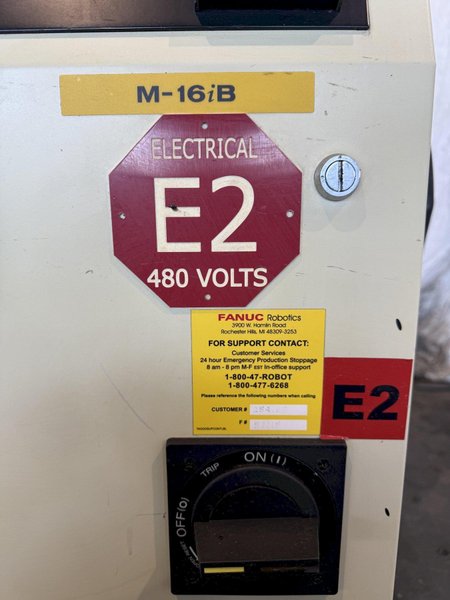 M-16iB
ELECTRICAL
E2
480 VOLTS
FANUC Robotics
3900 W. Hamlin Road
Rochester Hills, MI 48309-3253
FOR SUPPORT CONTACT:
Customer Services
24 hour Emergency Production Stoppage
8 am - 8 pm M-F EST In-office support
1-800-47-ROBOT
1-800-477-6268
Please reference the following numbers when calling
CUSTOMER #
F #
E2
ON ( I )
TRIP
OFF(O)